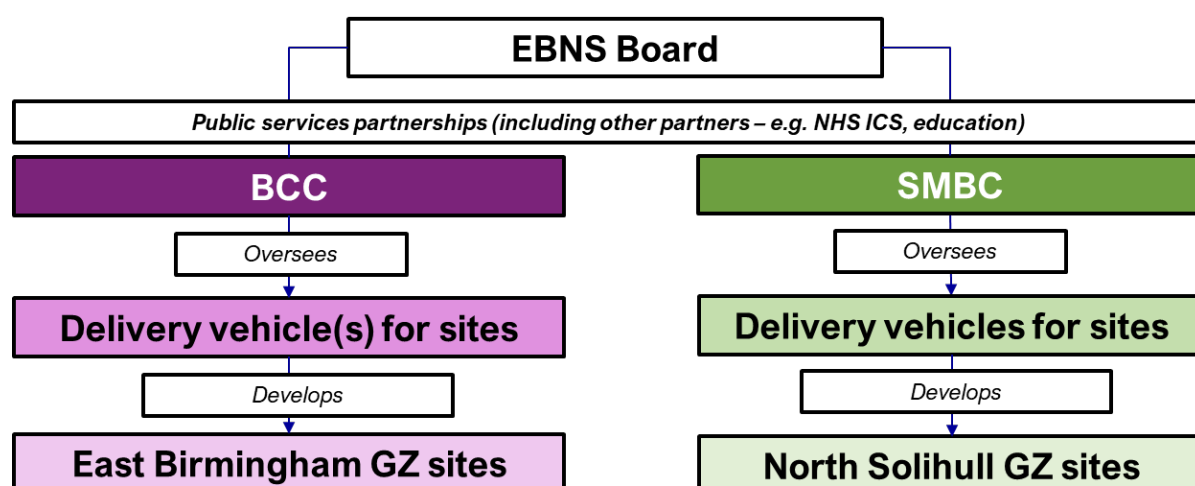 EBNS Board
Public services partnerships (including other partners – e.g. NHS ICS, education)
BCC
SMBC
Oversees
Oversees
Delivery vehicle(s) for sites
Delivery vehicles for sites
Develops
Develops
East Birmingham GZ sites
North Solihull GZ sites